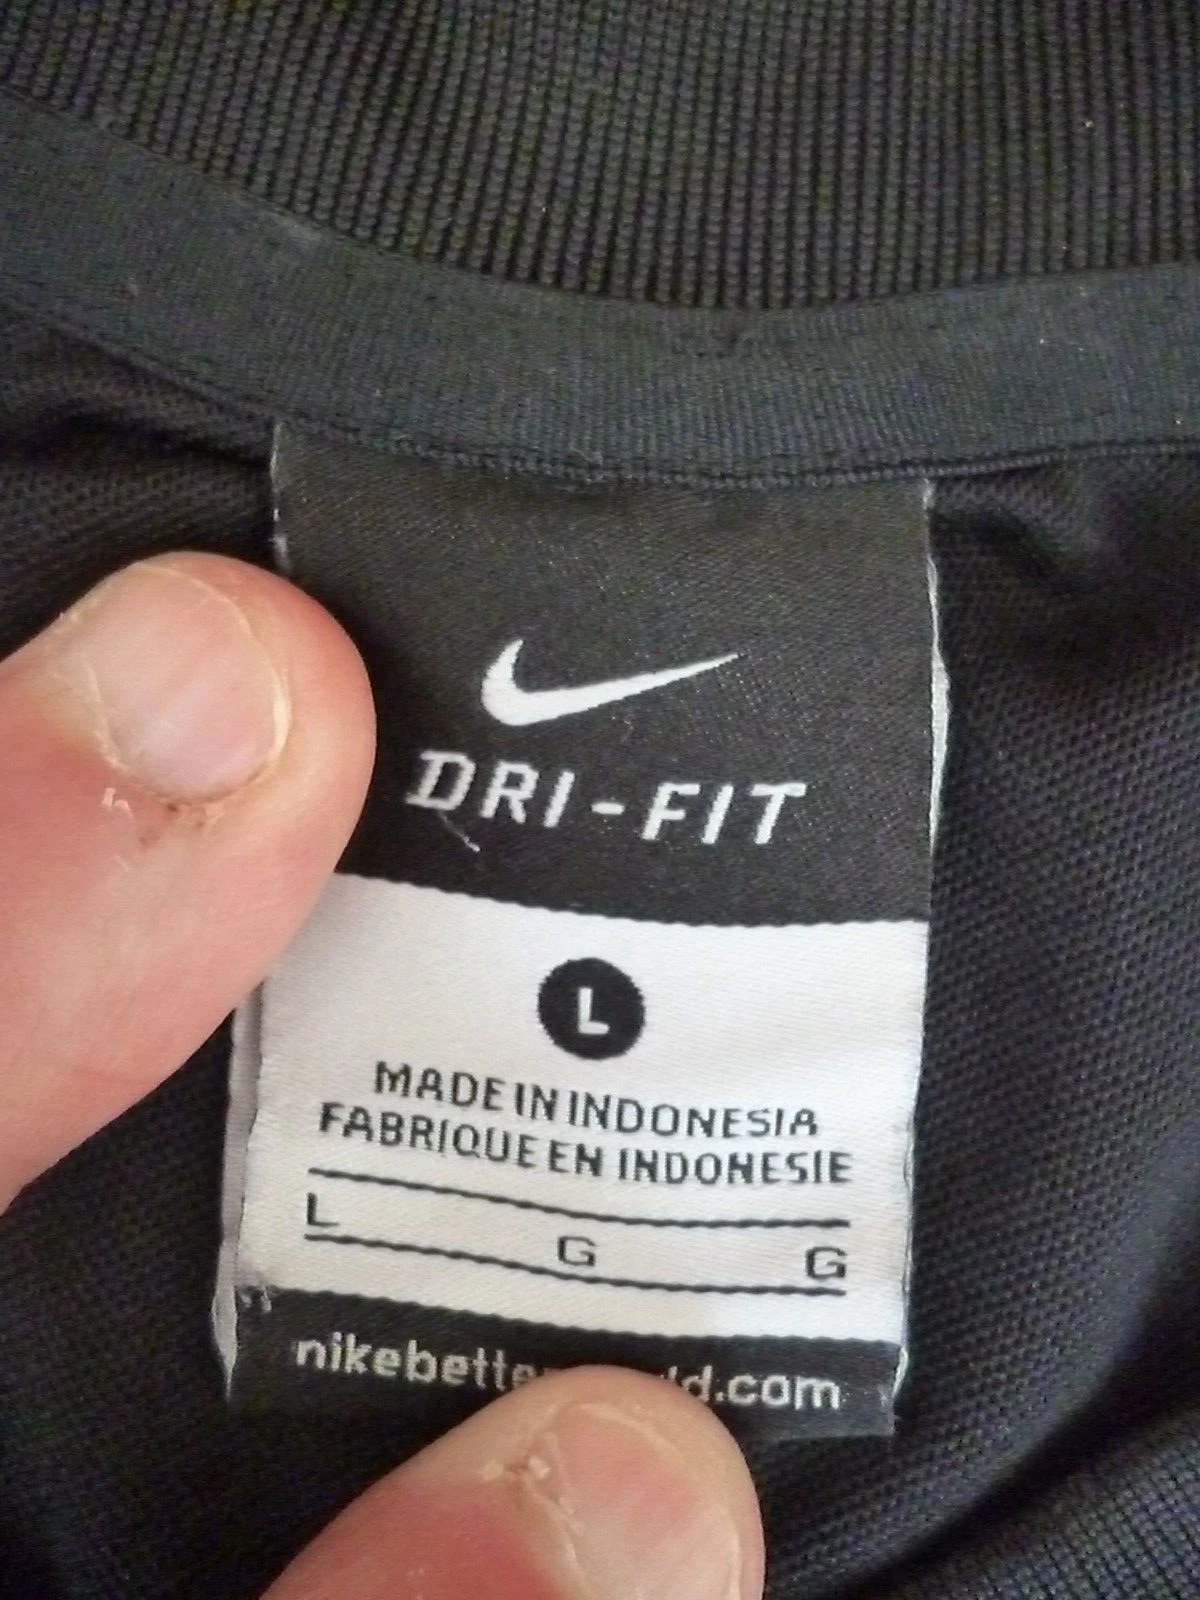 DRI-FIT
L
MADE IN INDONESIA
FABRIQUE EN INDONESIE
L G G